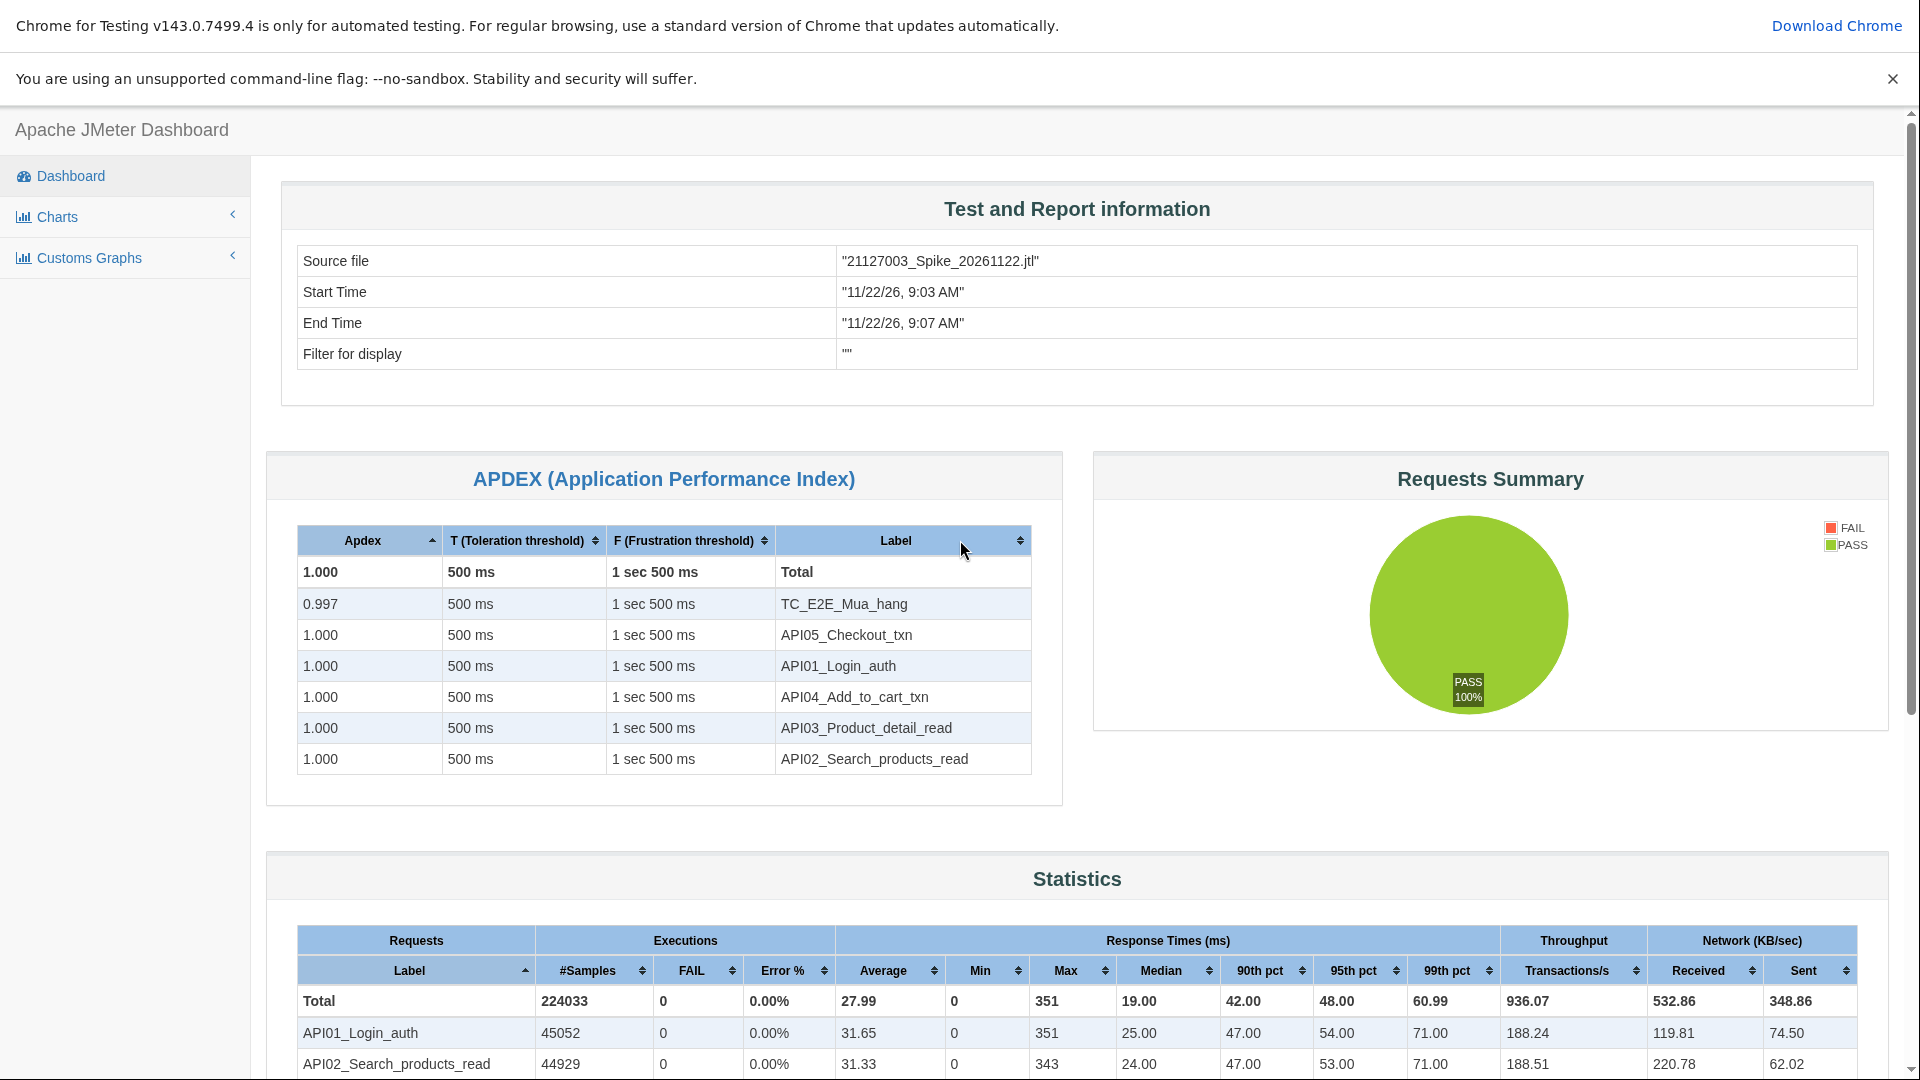 Chrome for Testing v143.0.7499.4 is only for automated testing. For regular browsing, use a standard version of Chrome that updates automatically. Download Chrome
You are using an unsupported command-line flag: --no-sandbox. Stability and security will suffer.
Apache JMeter Dashboard
Dashboard
Charts
Customs Graphs
Test and Report information
Source file "21127003_Spike_20261122.jtl"
Start Time "11/22/26, 9:03 AM"
End Time "11/22/26, 9:07 AM"
Filter for display ""
APDEX (Application Performance Index)
Apdex T (Toleration threshold) F (Frustration threshold) Label
1.000 500 ms 1 sec 500 ms Total
0.997 500 ms 1 sec 500 ms TC_E2E_Mua_hang
1.000 500 ms 1 sec 500 ms API05_Checkout_txn
1.000 500 ms 1 sec 500 ms API01_Login_auth
1.000 500 ms 1 sec 500 ms API04_Add_to_cart_txn
1.000 500 ms 1 sec 500 ms API03_Product_detail_read
1.000 500 ms 1 sec 500 ms API02_Search_products_read
Requests Summary
FAIL
PASS
PASS
100%
Statistics
Requests Executions Response Times (ms) Throughput Network (KB/sec)
Label #Samples FAIL Error % Average Min Max Median 90th pct 95th pct 99th pct Transactions/s Received Sent
Total 224033 0 0.00% 27.99 0 351 19.00 42.00 48.00 60.99 936.07 532.86 348.86
API01_Login_auth 45052 0 0.00% 31.65 0 351 25.00 47.00 54.00 71.00 188.24 119.81 74.50
API02_Search_products_read 44929 0 0.00% 31.33 0 343 24.00 47.00 53.00 71.00 188.51 220.78 62.02